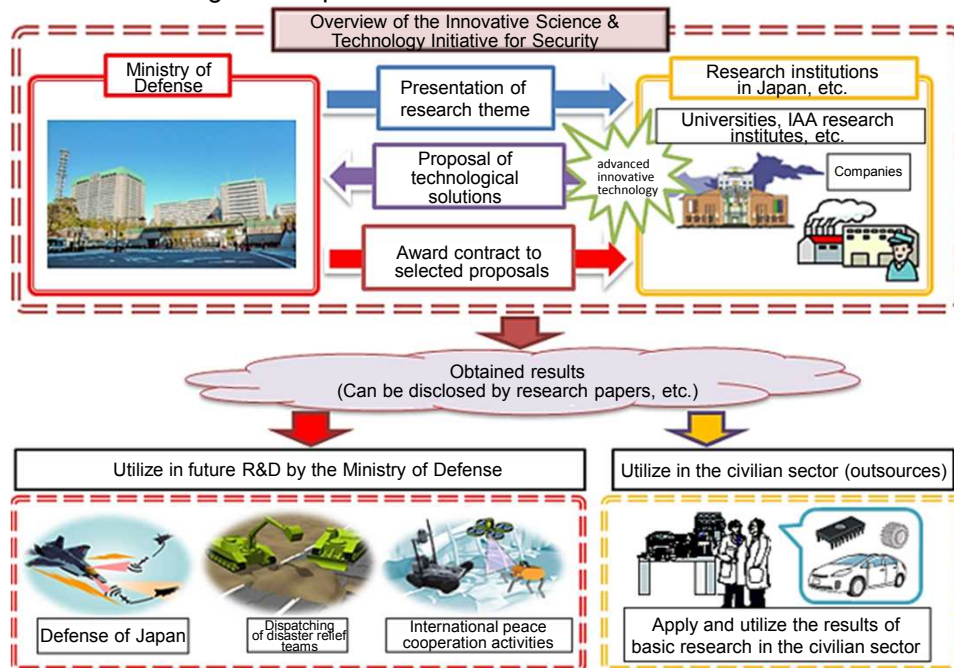 Overview of the Innovative Science &
Technology Initiative for Security
Ministry of
Defense
Presentation of
research theme
Research institutions
in Japan, etc.
Universities, IAA research
institutes, etc.
Proposal of
technological
solutions
advanced
innovative
technology
Companies
Award contract to
selected proposals
Obtained results
(Can be disclosed by research papers, etc.)
Utilize in future R&D by the Ministry of Defense
Utilize in the civilian sector (outsources)
Defense of Japan
Dispatching
of disaster relief
teams
International peace
cooperation activities
Apply and utilize the results of
basic research in the civilian sector